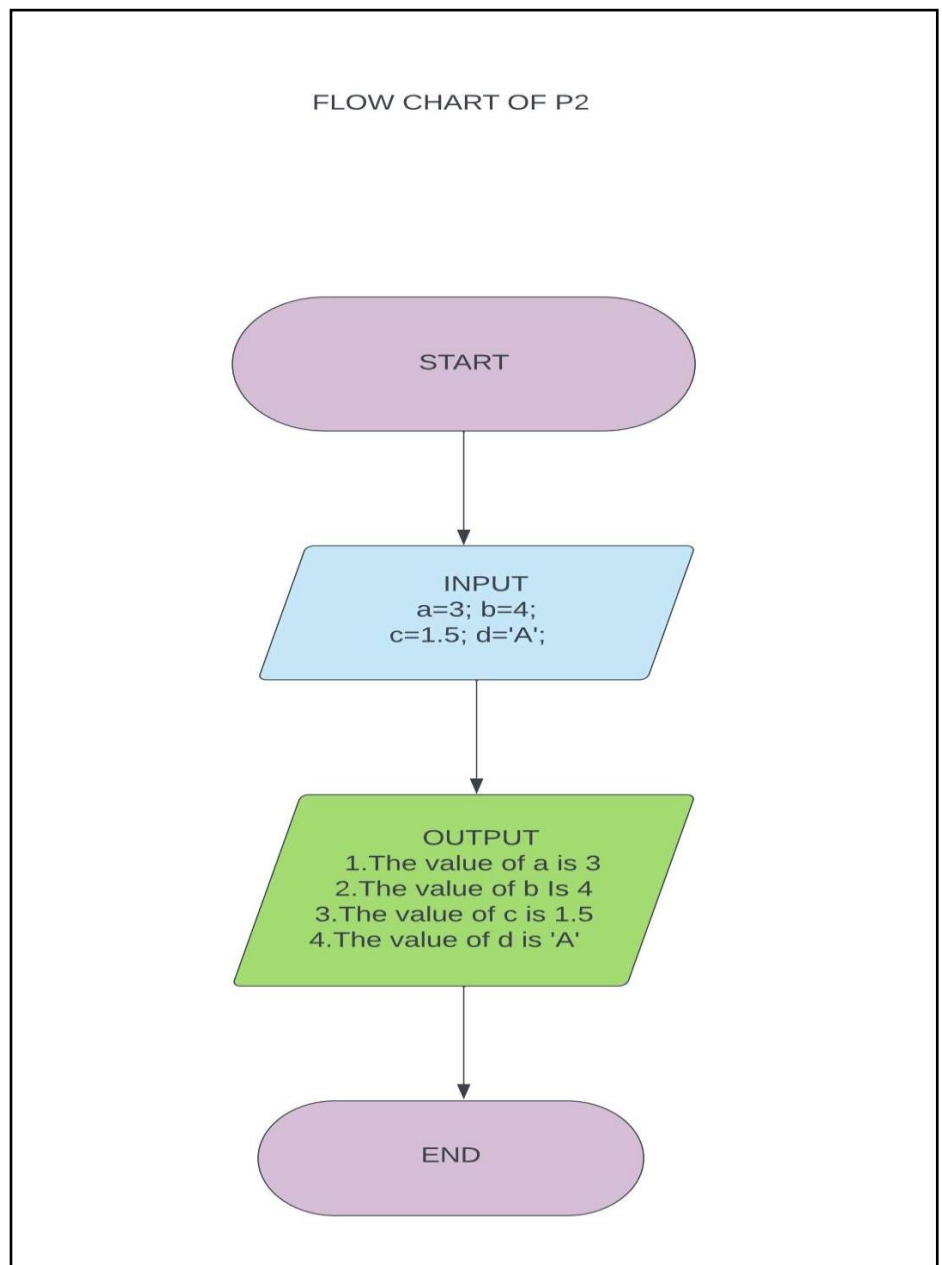 FLOW CHART OF P2
START
INPUT
a=3; b=4;
c=1.5; d='A';
OUTPUT
1.The value of a is 3
2.The value of b Is 4
3.The value of c is 1.5
4.The value of d is 'A'
END